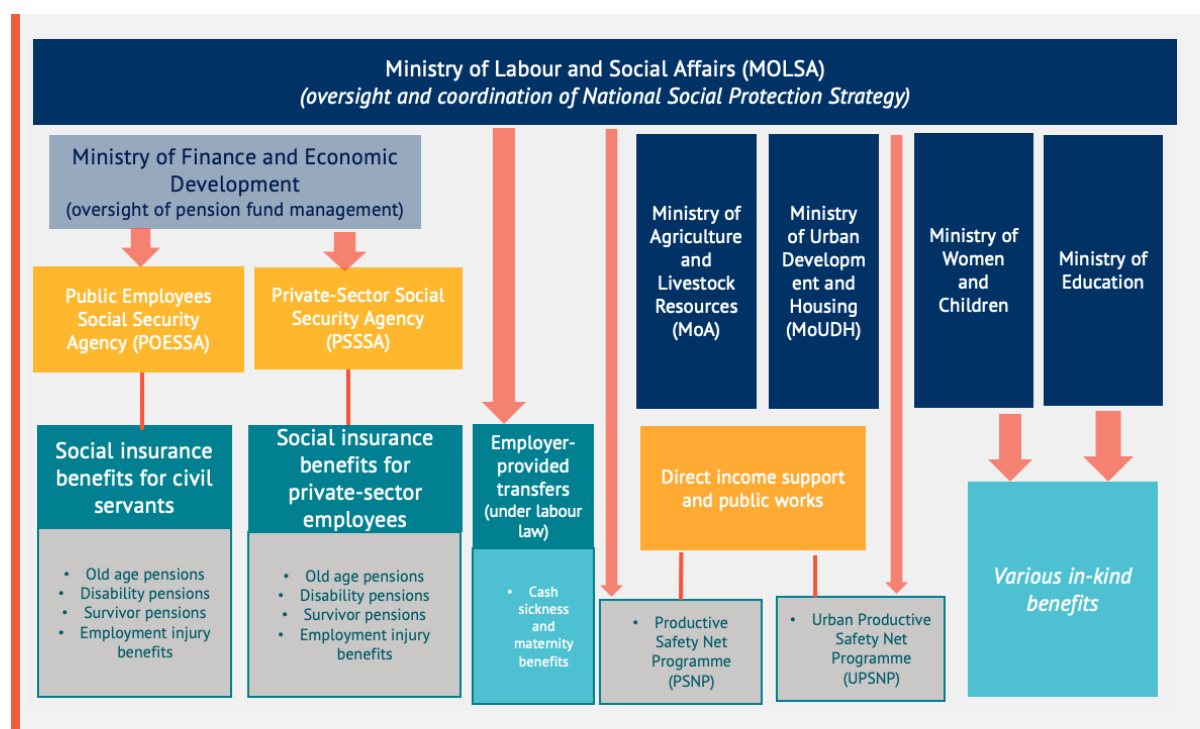 Ministry of Labour and Social Affairs (MOLSA)
(oversight and coordination of National Social Protection Strategy)
Ministry of Finance and Economic
Development
(oversight of pension fund management)
Public Employees
Social Security
Agency (POESSA)
Private-Sector Social
Security Agency
(PSSSA)
Ministry of
Agriculture
and
Livestock
Resources
(MoA)
Ministry
of Urban
Developm
ent and
Housing
(MoUDH)
Ministry of
Women
and
Children
Ministry of
Education
Social insurance
benefits for civil
servants
• Old age pensions
• Disability pensions
• Survivor pensions
• Employment injury
benefits
Social insurance
benefits for
private-sector
employees
• Old age pensions
• Disability pensions
• Survivor pensions
• Employment injury
benefits
Employer-
provided
transfers
(under labour
law)
• Cash
sickness
and
maternity
benefits
Direct income support
and public works
• Productive
Safety Net
Programme
(PSNP)
• Urban Productive
Safety Net
Programme
(UPSNP)
Various in-kind
benefits